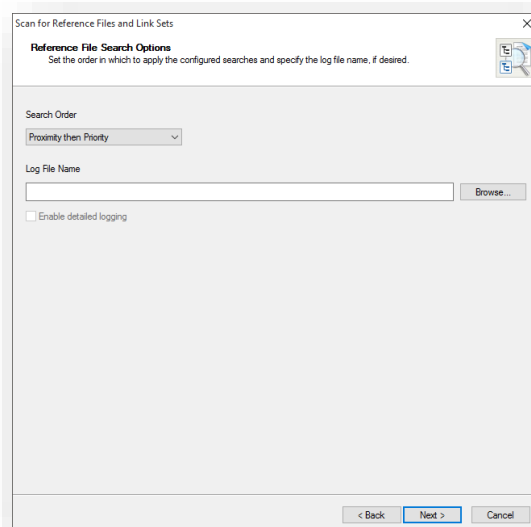 Scan for Reference Files and Link Sets
Reference File Search Options
Set the order in which to apply the configured searches and specify the log file name, if desired.
Search Order
Proximity then Priority
Log File Name
Browse...
Enable detailed logging
< Back
Next >
Cancel